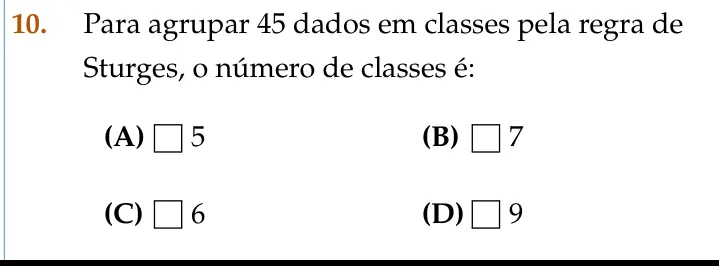 10. Para agrupar 45 dados em classes pela regra de
Sturges, o número de classes é:
(A) □ 5 (B) □ 7
(C) □ 6 (D) □ 9